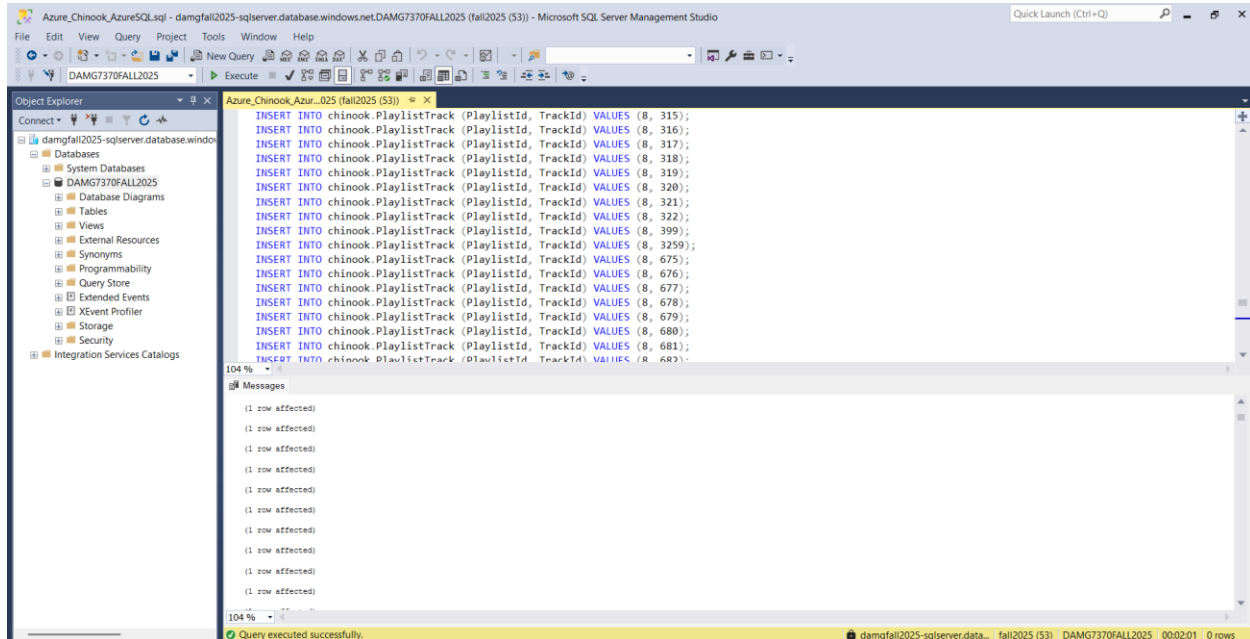 Azure_Chinook_AzureSQL.sql - damgfall2025-sqlserver.database.windows.net.DAMG7370FALL2025 (fall2025 (53)) - Microsoft SQL Server Management Studio
Quick Launch (Ctrl+Q)
File Edit View Query Project Tools Window Help
New Query
DAMG7370FALL2025
Execute
Object Explorer
Connect
damgfall2025-sqlserver.database.windo
Databases
System Databases
DAMG7370FALL2025
Database Diagrams
Tables
Views
External Resources
Synonyms
Programmability
Query Store
Extended Events
XEvent Profiler
Storage
Security
Integration Services Catalogs
Azure_Chinook_Azur...025 (fall2025 (53))
INSERT INTO chinook.PlaylistTrack (PlaylistId, TrackId) VALUES (8, 315);
INSERT INTO chinook.PlaylistTrack (PlaylistId, TrackId) VALUES (8, 316);
INSERT INTO chinook.PlaylistTrack (PlaylistId, TrackId) VALUES (8, 317);
INSERT INTO chinook.PlaylistTrack (PlaylistId, TrackId) VALUES (8, 318);
INSERT INTO chinook.PlaylistTrack (PlaylistId, TrackId) VALUES (8, 319);
INSERT INTO chinook.PlaylistTrack (PlaylistId, TrackId) VALUES (8, 320);
INSERT INTO chinook.PlaylistTrack (PlaylistId, TrackId) VALUES (8, 321);
INSERT INTO chinook.PlaylistTrack (PlaylistId, TrackId) VALUES (8, 322);
INSERT INTO chinook.PlaylistTrack (PlaylistId, TrackId) VALUES (8, 399);
INSERT INTO chinook.PlaylistTrack (PlaylistId, TrackId) VALUES (8, 3259);
INSERT INTO chinook.PlaylistTrack (PlaylistId, TrackId) VALUES (8, 675);
INSERT INTO chinook.PlaylistTrack (PlaylistId, TrackId) VALUES (8, 676);
INSERT INTO chinook.PlaylistTrack (PlaylistId, TrackId) VALUES (8, 677);
INSERT INTO chinook.PlaylistTrack (PlaylistId, TrackId) VALUES (8, 678);
INSERT INTO chinook.PlaylistTrack (PlaylistId, TrackId) VALUES (8, 679);
INSERT INTO chinook.PlaylistTrack (PlaylistId, TrackId) VALUES (8, 680);
INSERT INTO chinook.PlaylistTrack (PlaylistId, TrackId) VALUES (8, 681);
INSERT INTO chinook.PlaylistTrack (PlaylistId, TrackId) VALUES (8, 682);
104 %
Messages
(1 row affected)
(1 row affected)
(1 row affected)
(1 row affected)
(1 row affected)
(1 row affected)
(1 row affected)
(1 row affected)
(1 row affected)
(1 row affected)
104 %
Query executed successfully.
damgfall2025-sqlserver.data... fall2025 (53) DAMG7370FALL2025 00:02:01 0 rows